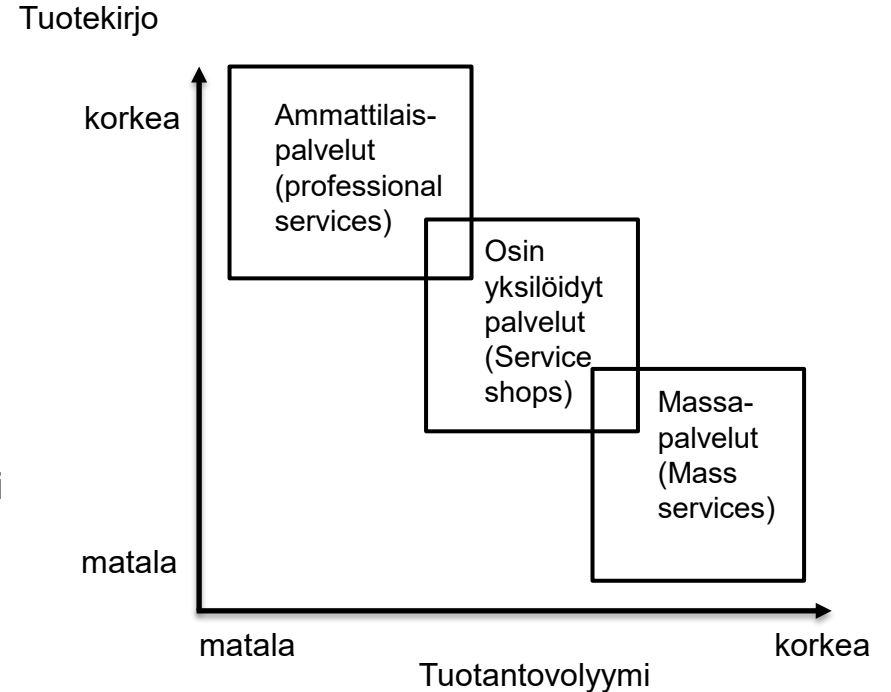 Tuotekirjo
korkea
Ammattilais-
palvelut
(professional
services)
Osin
yksilöidyt
palvelut
(Service
shops)
Massa-
palvelut
(Mass
services)
i
matala
matala
korkea
Tuotantovolyymi